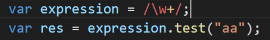 var expression = /\w+/;
var res = expression.test("aa");